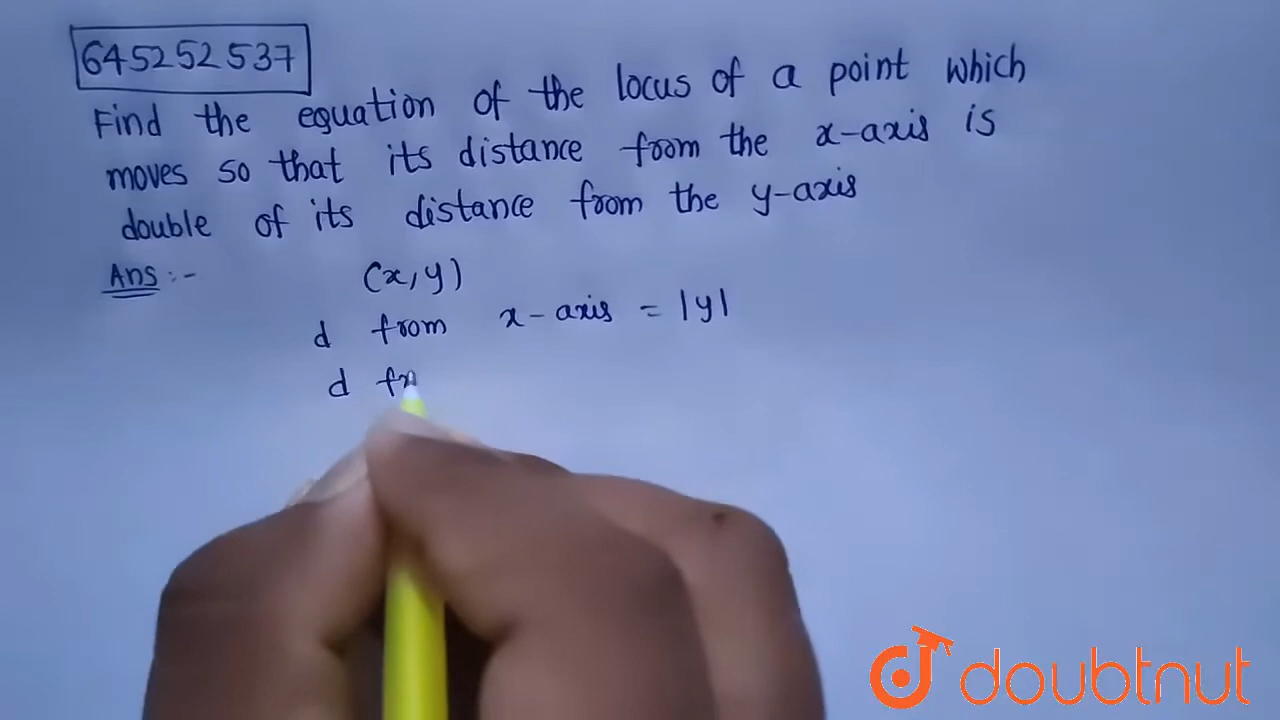 645252537
Find the equation of the locus of a point which
moves so that its distance from the x-axis is
double of its distance from the y-axis
Ans :-
(x,y)
d from x-axis = |y|
d fr
doubtnut